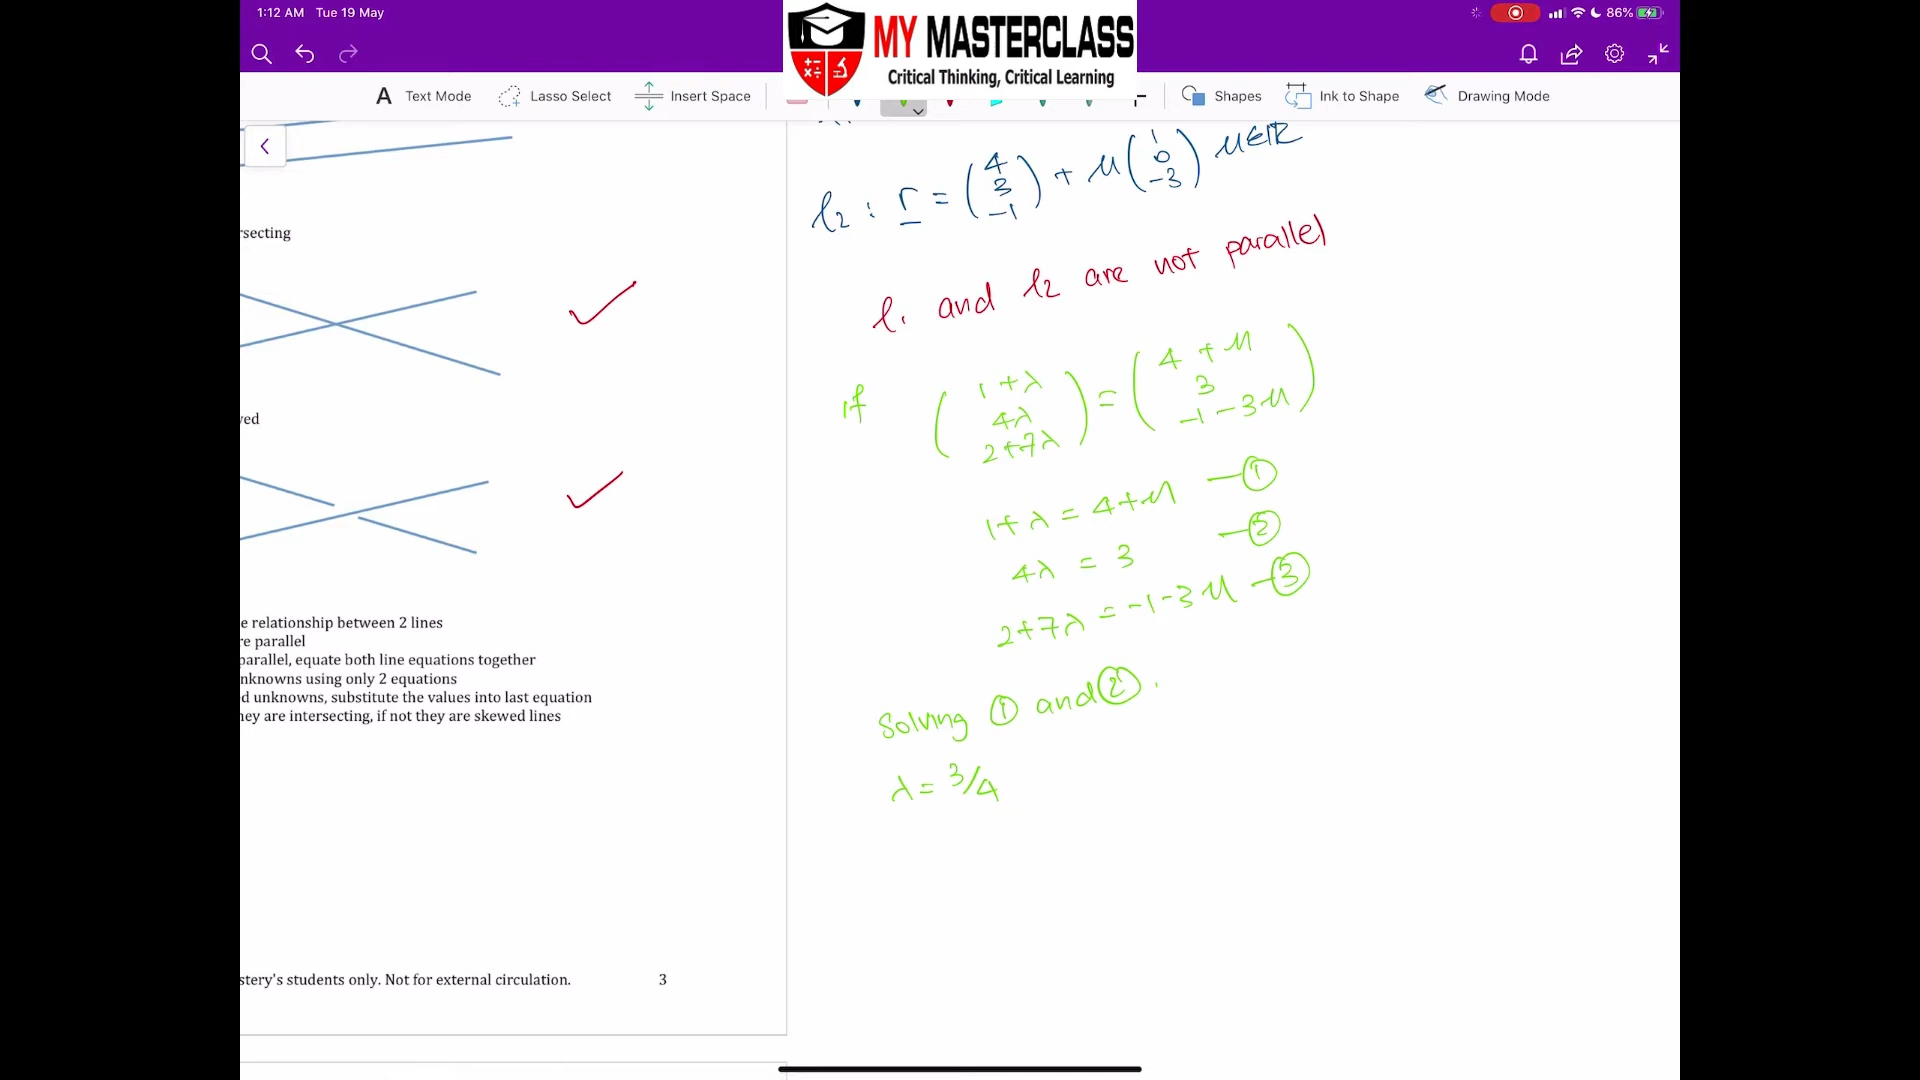 1:12 AM Tue 19 May
86%
MY MASTERCLASS
Critical Thinking, Critical Learning
A Text Mode
Lasso Select
Insert Space
Shapes
Ink to Shape
Drawing Mode
rsecting
ved
e relationship between 2 lines
re parallel
parallel, equate both line equations together
nknowns using only 2 equations
d unknowns, substitute the values into last equation
hey are intersecting, if not they are skewed lines
stery's students only. Not for external circulation.
3
l₂ : r = (4 3 -1) + μ(1 0 -3) μ∈ℝ
l₁ and l₂ are not parallel
if (1+λ 4λ 2+7λ) = (4+μ 3 -1-3μ)
1+λ = 4+μ —①
4λ = 3 —②
2+7λ = -1-3μ —③
Solving ① and ②.
λ = 3/4